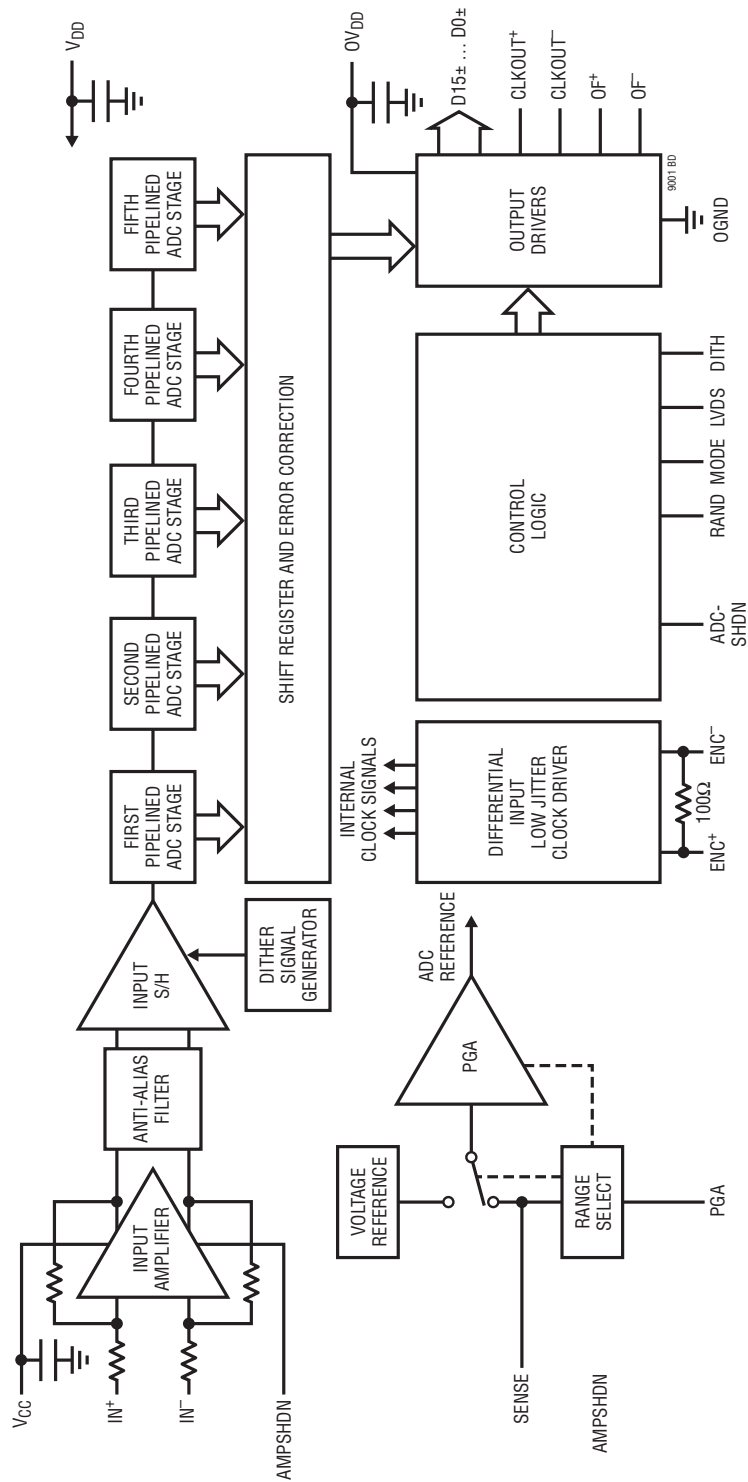 VCC
IN+
IN−
AMPSHDN
INPUT
AMPLIFIER
ANTI-ALIAS
FILTER
INPUT
S/H
DITHER
SIGNAL
GENERATOR
FIRST
PIPELINED
ADC STAGE
SECOND
PIPELINED
ADC STAGE
THIRD
PIPELINED
ADC STAGE
FOURTH
PIPELINED
ADC STAGE
FIFTH
PIPELINED
ADC STAGE
VDD
SHIFT REGISTER AND ERROR CORRECTION
SENSE
AMPSHDN
VOLTAGE
REFERENCE
RANGE
SELECT
PGA
PGA
ADC
REFERENCE
INTERNAL
CLOCK SIGNALS
DIFFERENTIAL
INPUT
LOW JITTER
CLOCK DRIVER
ENC+
100Ω
ENC−
CONTROL
LOGIC
ADC-
SHDN
RAND
MODE
LVDS
DITH
OUTPUT
DRIVERS
OVDD
D15± ... D0±
CLKOUT+
CLKOUT−
OF+
OF−
9001 BD
OGND